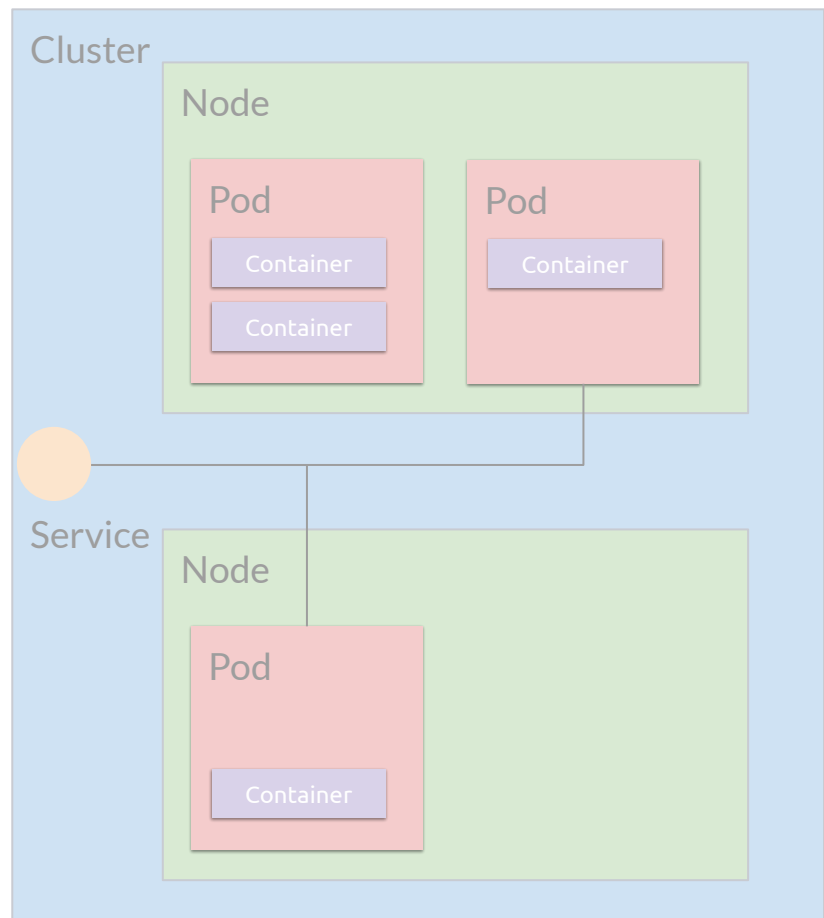 Cluster
Node
Pod
Container
Container
Pod
Container
Service
Node
Pod
Container